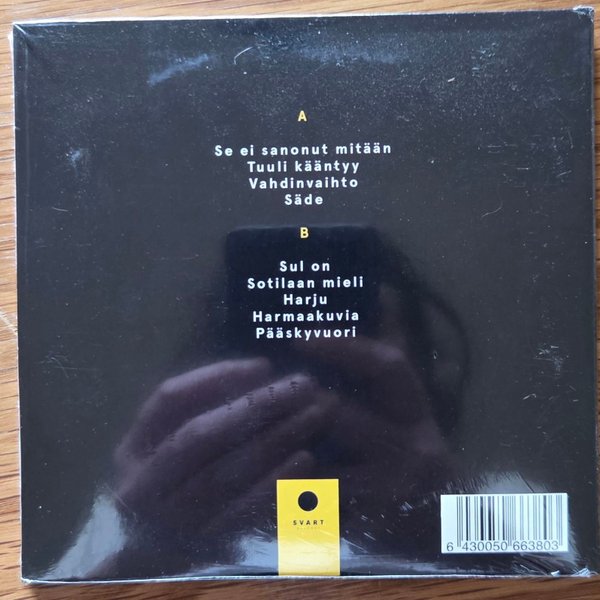 A
Se ei sanonut mitään
Tuuli kääntyy
Vahdinvaihto
Säde
B
Sul on
Sotilaan mieli
Harju
Harmaakuvia
Pääskyvuori
SVART
6 430050 663803